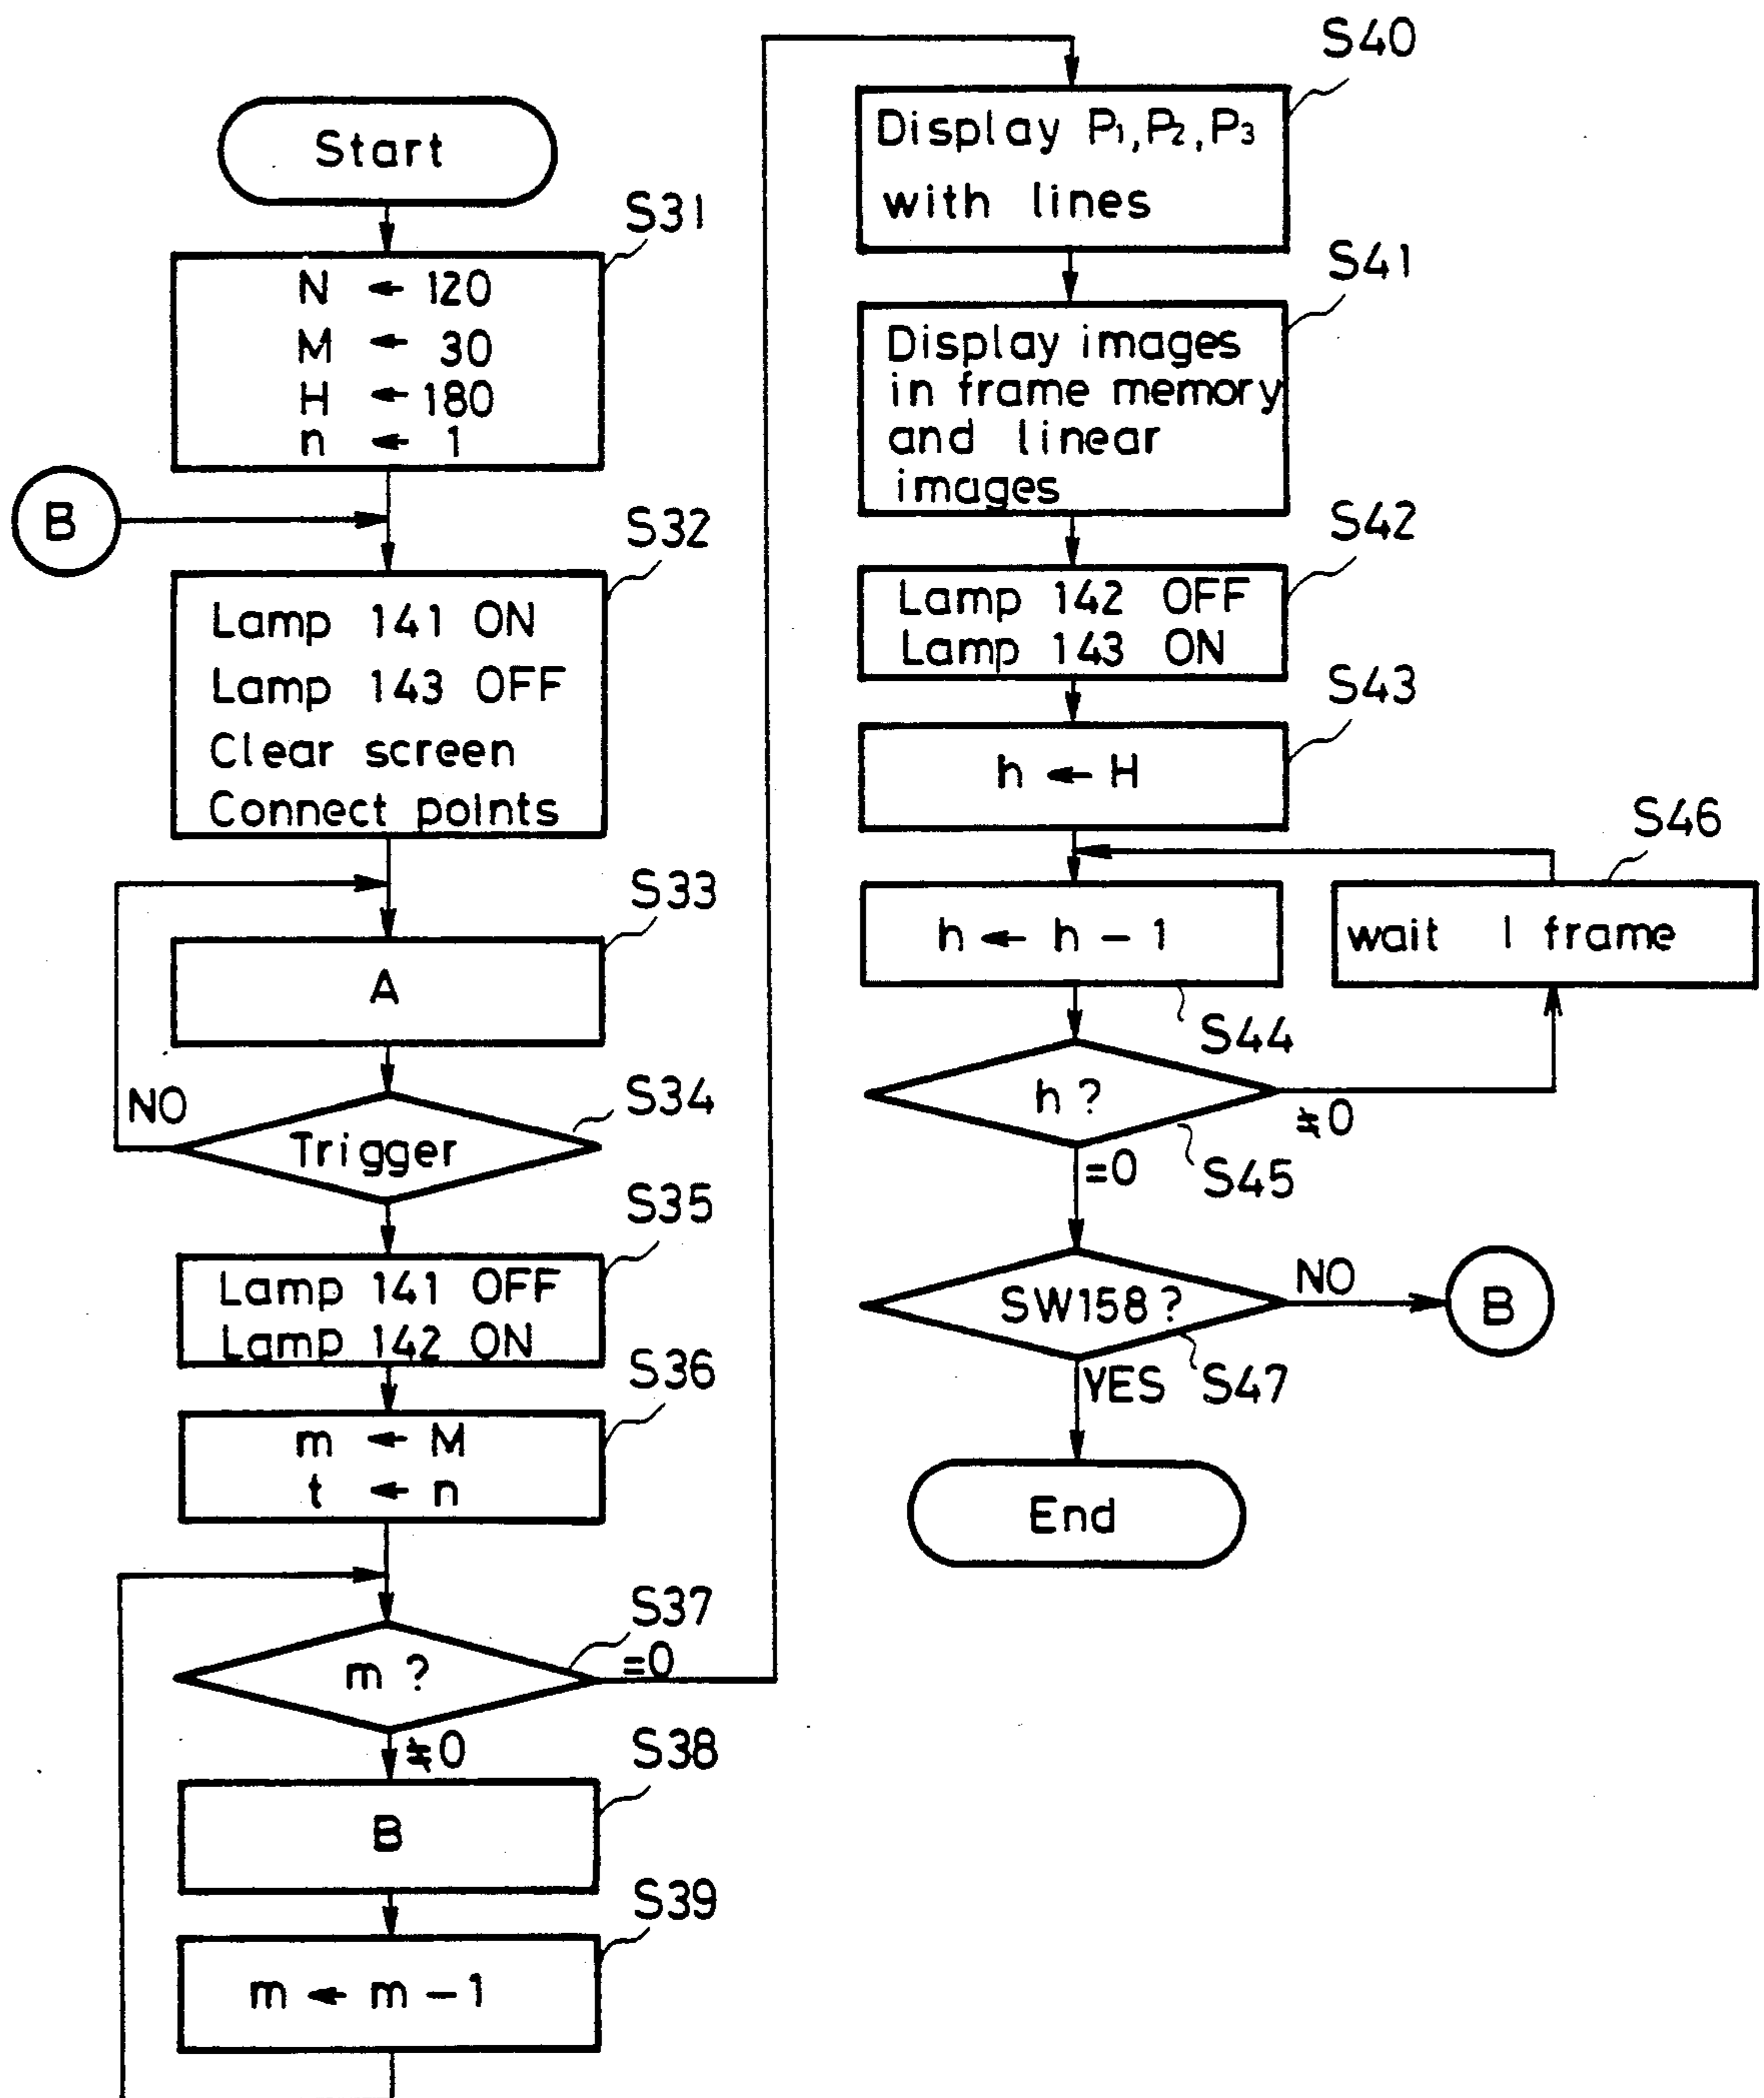 Start
S31
N ← 120
M ← 30
H ← 180
n ← 1
B
S32
Lamp 141 ON
Lamp 143 OFF
Clear screen
Connect points
S33
A
S34
NO
Trigger
S35
Lamp 141 OFF
Lamp 142 ON
S36
m ← M
t ← n
S37
m ?
=0
≠0
S38
B
S39
m ← m - 1
S40
Display P1,P2,P3
with lines
S41
Display images
in frame memory
and linear
images
S42
Lamp 142 OFF
Lamp 143 ON
S43
h ← H
S46
h ← h - 1
wait 1 frame
S44
h ?
≠0
=0
S45
SW158 ?
NO
B
YES
S47
End